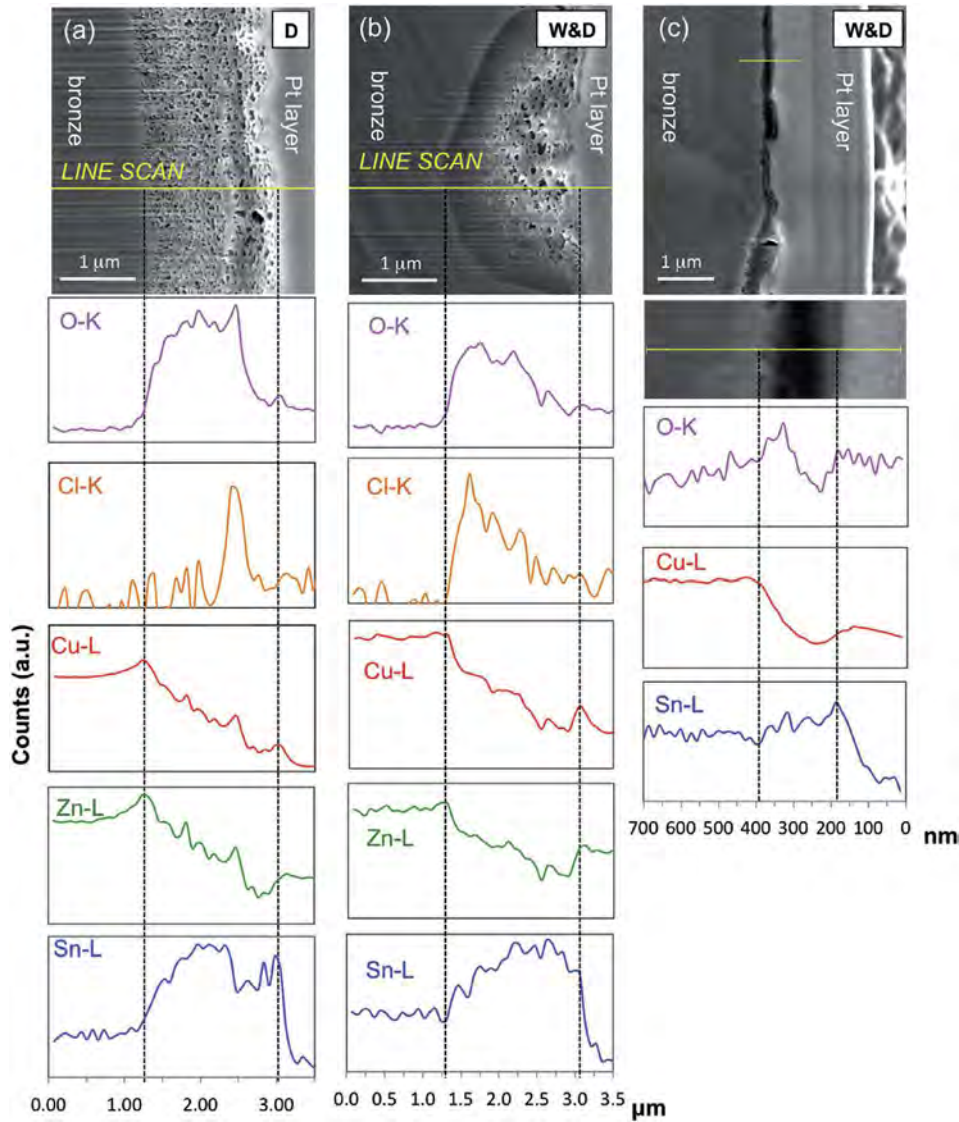 (a)
D
bronze
Pt layer
LINE SCAN
1 µm
(b)
W&D
bronze
Pt layer
LINE SCAN
1 µm
(c)
W&D
bronze
Pt layer
1 µm
Counts (a.u.)
O-K
Cl-K
Cu-L
Zn-L
Sn-L
0.00 1.00 2.00 3.00
O-K
Cl-K
Cu-L
Zn-L
Sn-L
0.0 0.5 1.0 1.5 2.0 2.5 3.0 3.5 µm
O-K
Cu-L
Sn-L
700 600 500 400 300 200 100 0 nm